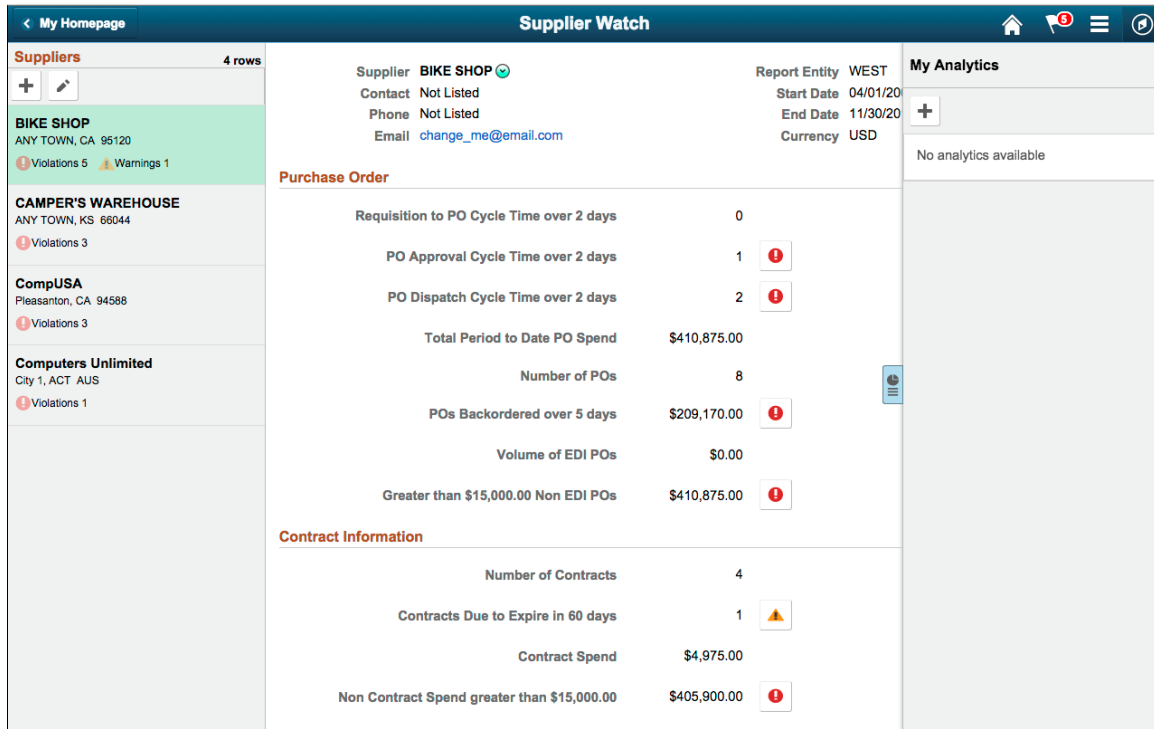 My Homepage
Supplier Watch
5
Suppliers
4 rows
BIKE SHOP
ANY TOWN, CA 95120
Violations 5 Warnings 1
CAMPER'S WAREHOUSE
ANY TOWN, KS 66044
Violations 3
CompUSA
Pleasanton, CA 94588
Violations 3
Computers Unlimited
City 1, ACT AUS
Violations 1
Supplier BIKE SHOP
Contact Not Listed
Phone Not Listed
Email change_me@email.com
Report Entity WEST
Start Date 04/01/20
End Date 11/30/20
Currency USD
Purchase Order
Requisition to PO Cycle Time over 2 days 0
PO Approval Cycle Time over 2 days 1
PO Dispatch Cycle Time over 2 days 2
Total Period to Date PO Spend $410,875.00
Number of POs 8
POs Backordered over 5 days $209,170.00
Volume of EDI POs $0.00
Greater than $15,000.00 Non EDI POs $410,875.00
Contract Information
Number of Contracts 4
Contracts Due to Expire in 60 days 1
Contract Spend $4,975.00
Non Contract Spend greater than $15,000.00 $405,900.00
My Analytics
No analytics available